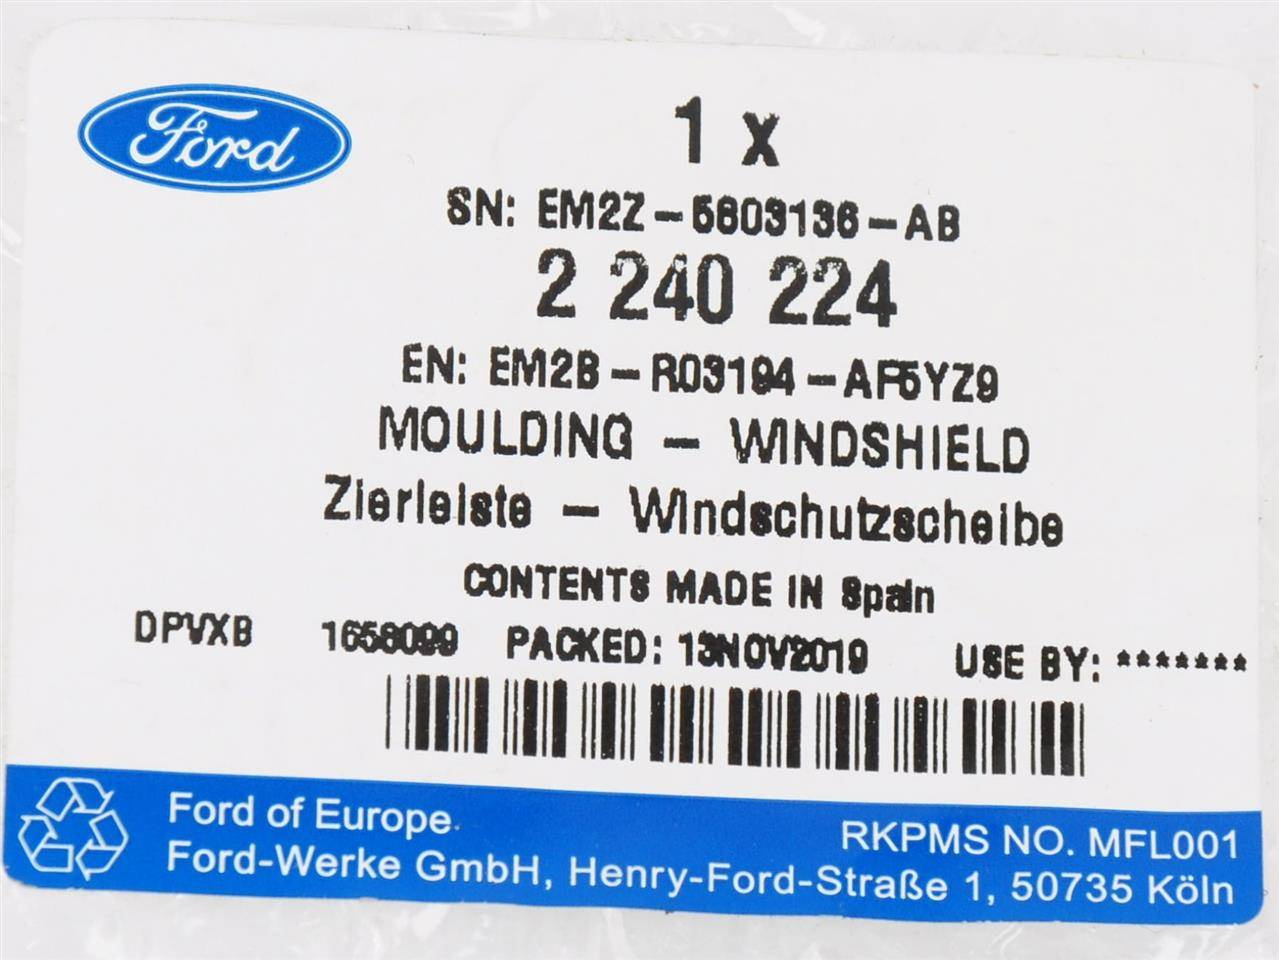 Ford
1 x
SN: EM2Z-5803136-AB
2 240 224
EN: EM2B-R03194-AF5YZ9
MOULDING - WINDSHIELD
Zierleiste - Windschutzscheibe
CONTENTS MADE IN Spain
DPVXB 1658099 PACKED: 13NOV2019 USE BY: *******
Ford of Europe
RKPMS NO. MFL001
Ford-Werke GmbH, Henry-Ford-Straße 1, 50735 Köln